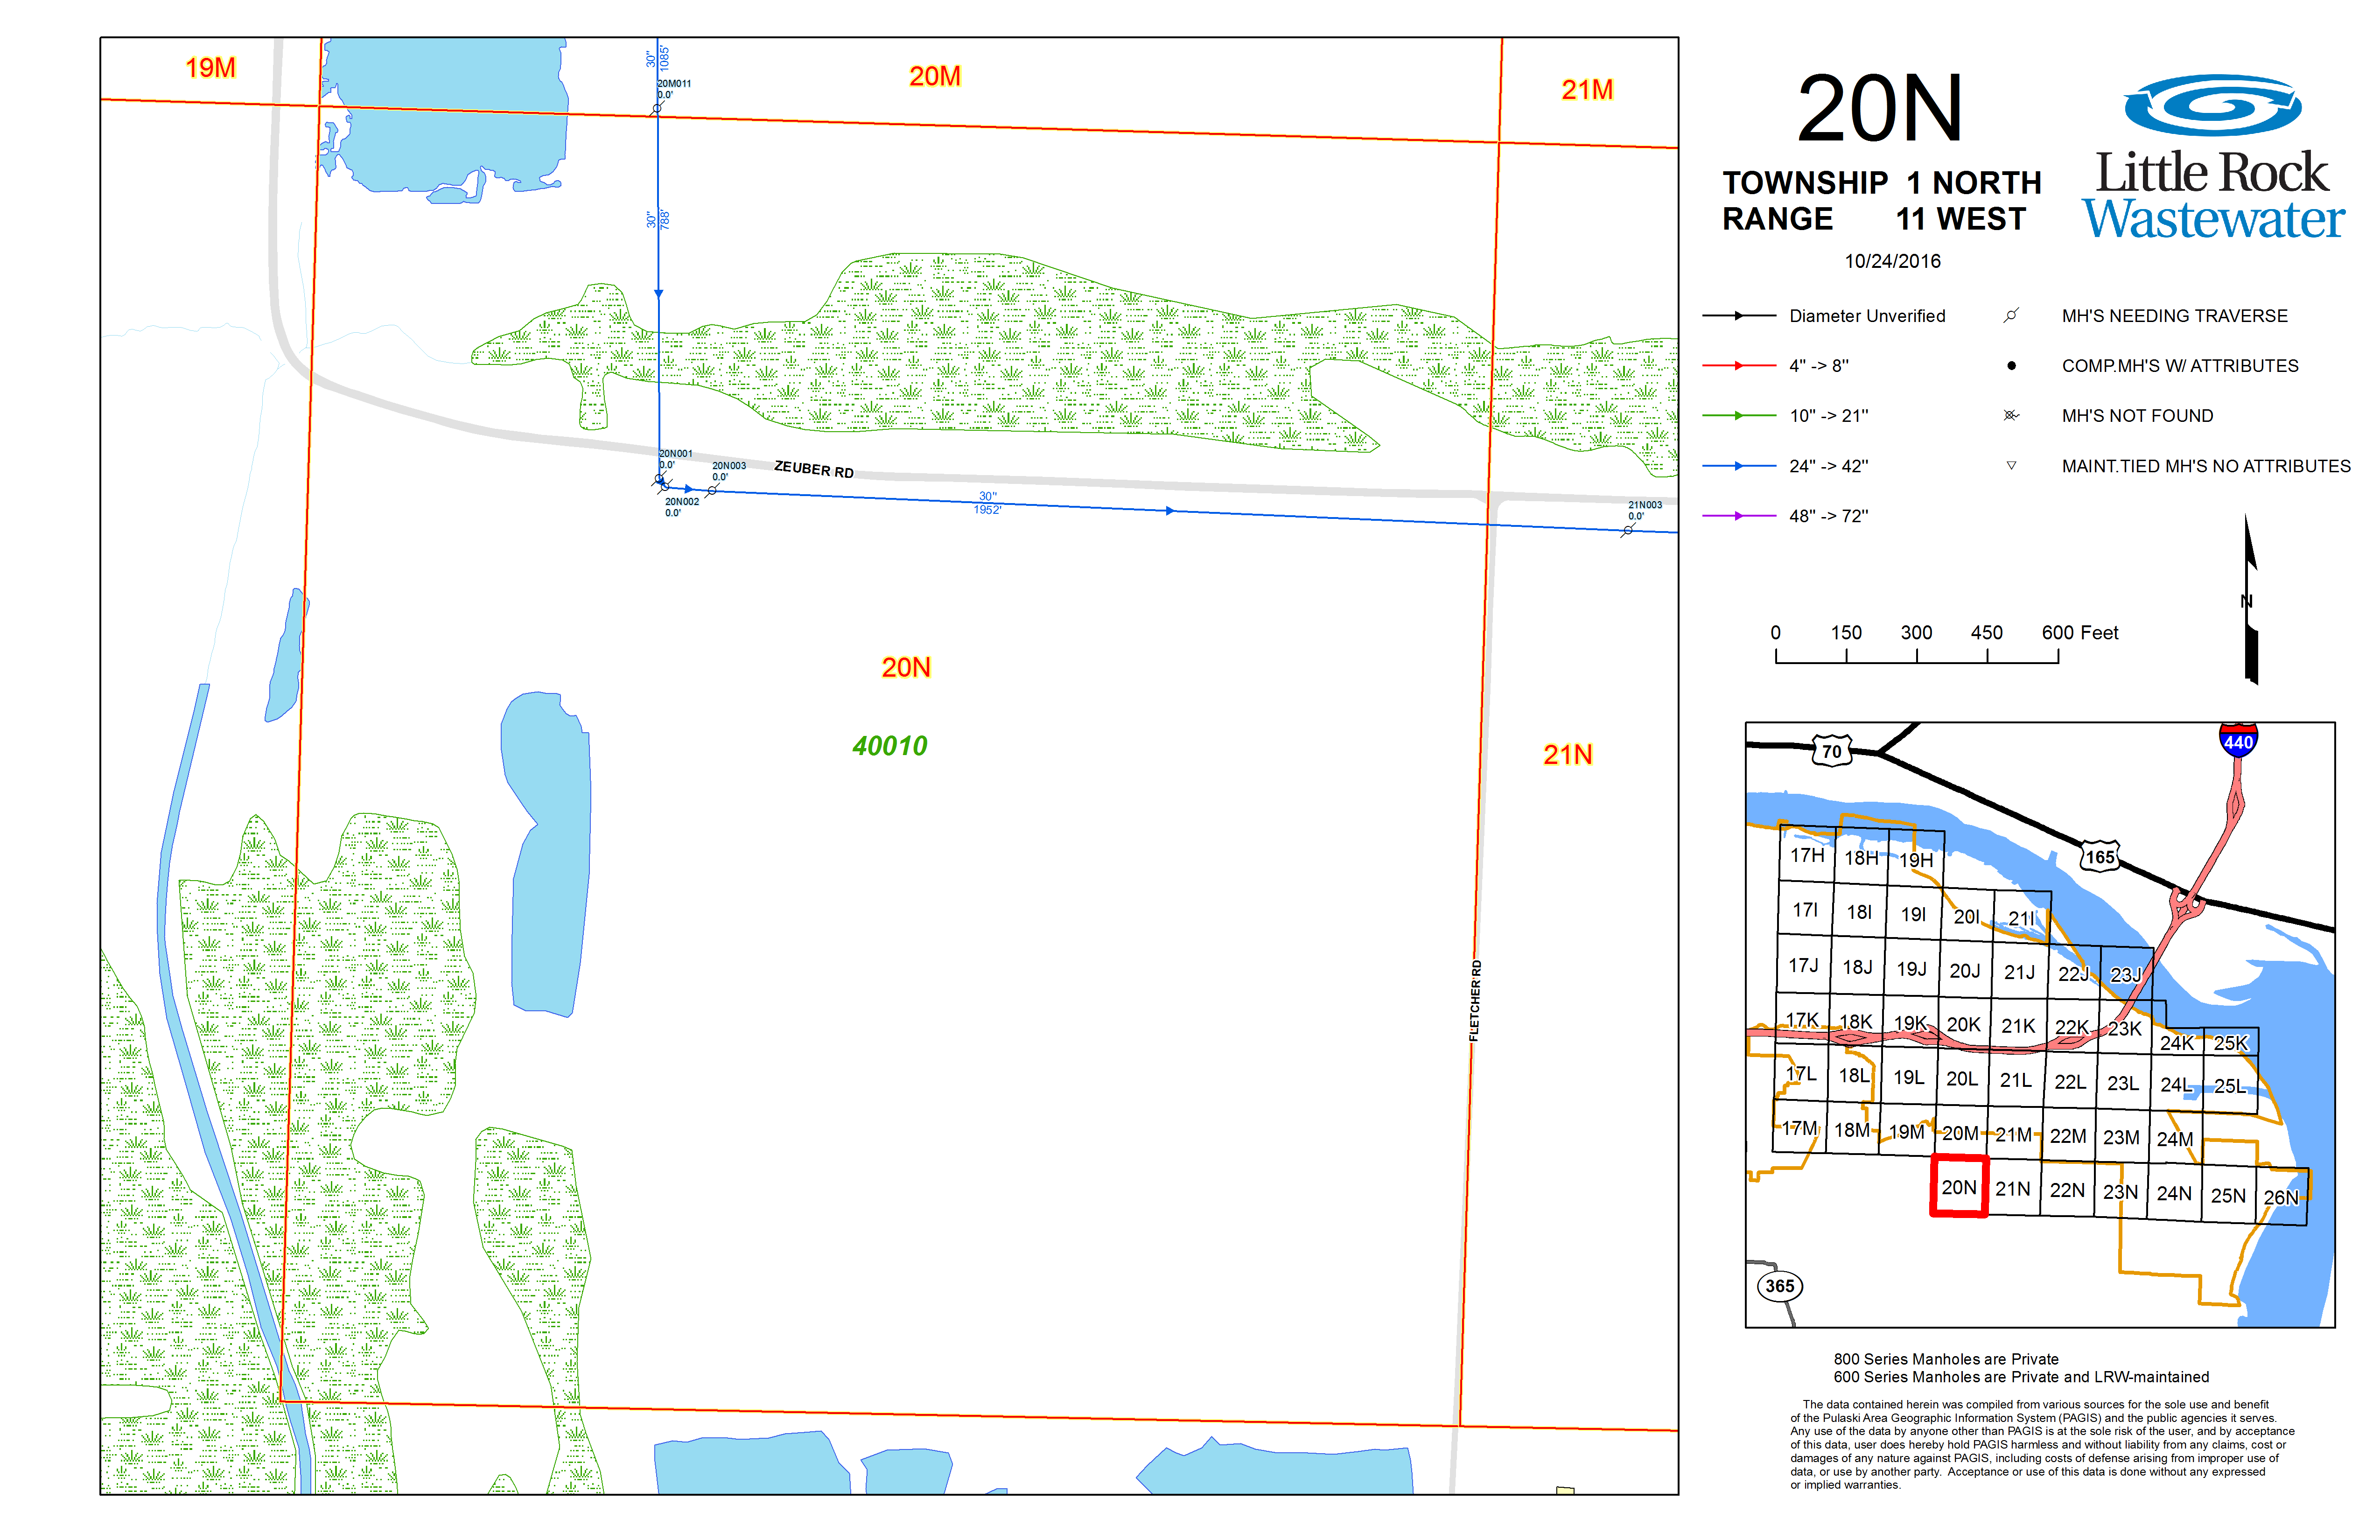 19M
20M
21M
30"
1085'
20M011
0.0'
30"
788'
20N001
0.0'
20N003
0.0'
20N002
0.0'
ZEUBER RD
30"
1952'
21N003
0.0'
20N
40010
21N
FLETCHER RD
20N
TOWNSHIP 1 NORTH
RANGE 11 WEST
10/24/2016
Little Rock
Wastewater
Diameter Unverified
4" -> 8"
10" -> 21"
24" -> 42"
48" -> 72"
MH'S NEEDING TRAVERSE
COMP.MH'S W/ ATTRIBUTES
MH'S NOT FOUND
MAINT.TIED MH'S NO ATTRIBUTES
N
0 150 300 450 600 Feet
70
440
165
17H 18H 19H
17I 18I 19I 20I 21I
17J 18J 19J 20J 21J 22J 23J
17K 18K 19K 20K 21K 22K 23K 24K 25K
17L 18L 19L 20L 21L 22L 23L 24L 25L
17M 18M 19M 20M 21M 22M 23M 24M
20N 21N 22N 23N 24N 25N 26N
365
800 Series Manholes are Private
600 Series Manholes are Private and LRW-maintained
The data contained herein was compiled from various sources for the sole use and benefit
of the Pulaski Area Geographic Information System (PAGIS) and the public agencies it serves.
Any use of the data by anyone other than PAGIS is at the sole risk of the user, and by acceptance
of this data, user does hereby hold PAGIS harmless and without liability from any claims, cost or
damages of any nature against PAGIS, including costs of defense arising from improper use of
data, or use by another party. Acceptance or use of this data is done without any expressed
or implied warranties.